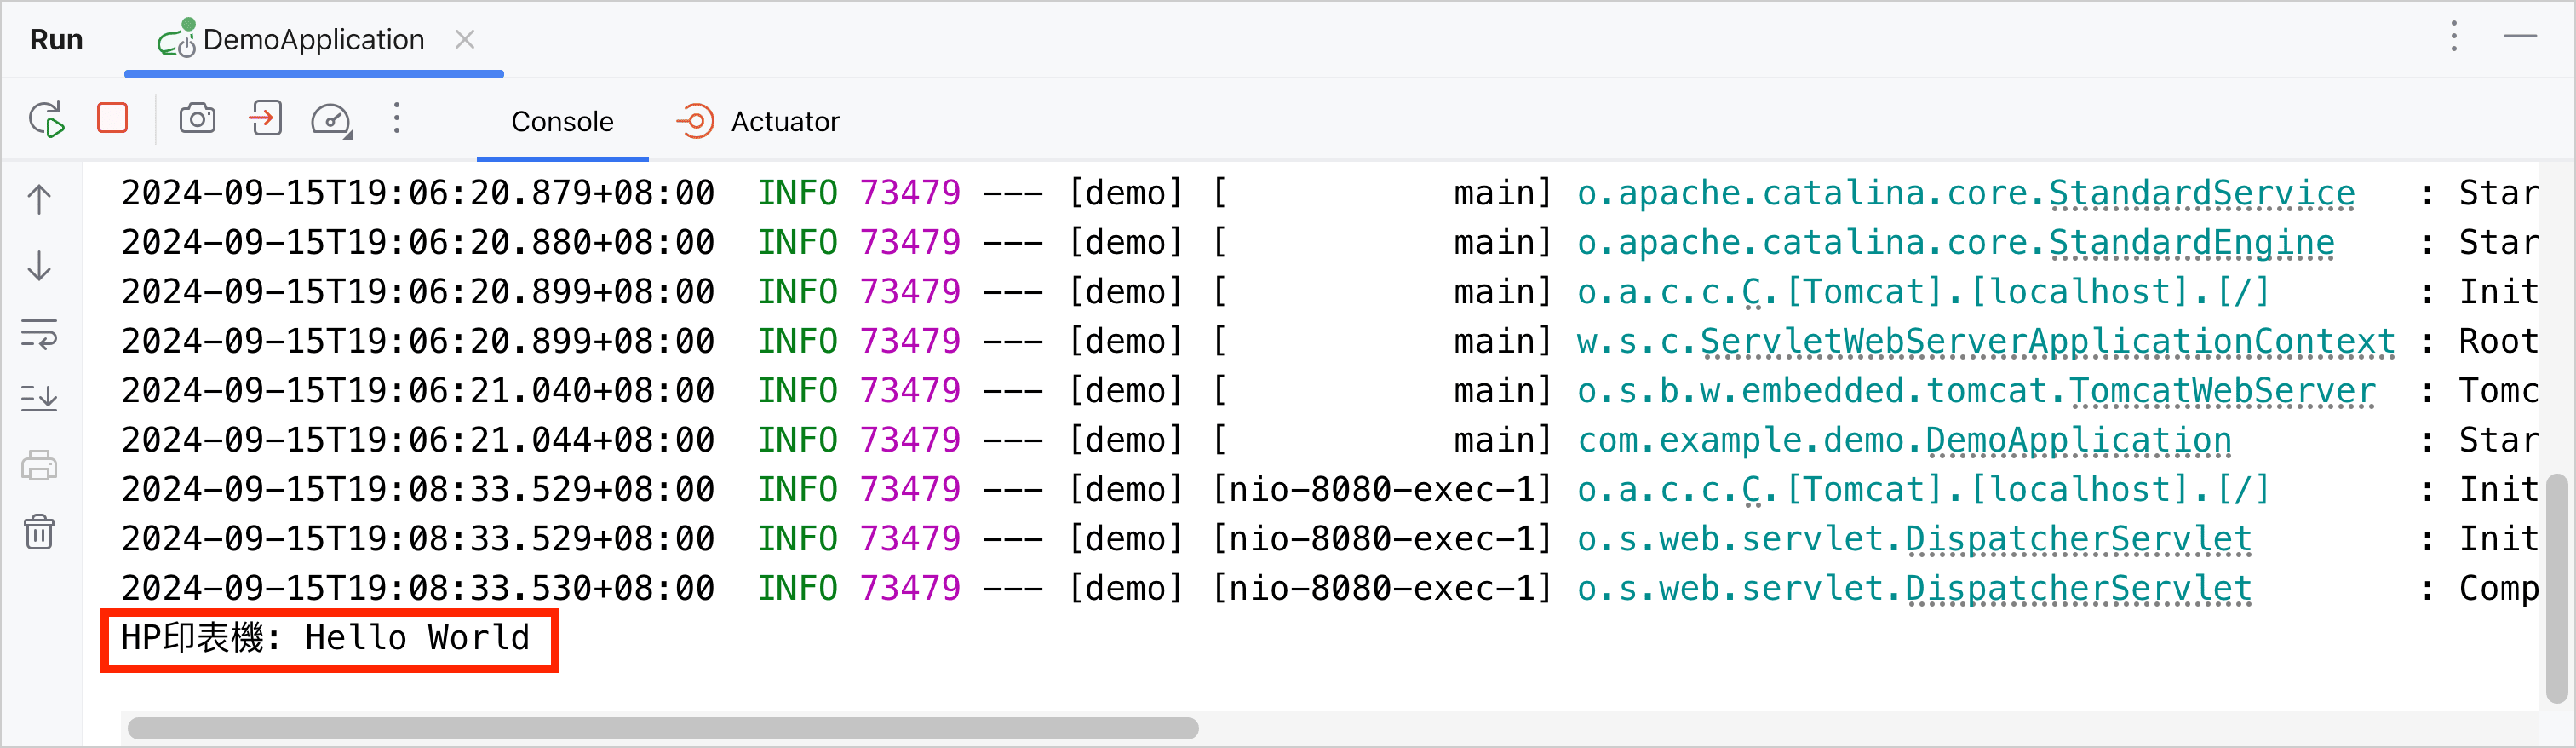 Run DemoApplication
Console Actuator
2024-09-15T19:06:20.879+08:00  INFO 73479 --- [demo] [           main] o.apache.catalina.core.StandardService   : Star
2024-09-15T19:06:20.880+08:00  INFO 73479 --- [demo] [           main] o.apache.catalina.core.StandardEngine    : Star
2024-09-15T19:06:20.899+08:00  INFO 73479 --- [demo] [           main] o.a.c.c.C.[Tomcat].[localhost].[/]       : Init
2024-09-15T19:06:20.899+08:00  INFO 73479 --- [demo] [           main] w.s.c.ServletWebServerApplicationContext : Root
2024-09-15T19:06:21.040+08:00  INFO 73479 --- [demo] [           main] o.s.b.w.embedded.tomcat.TomcatWebServer  : Tomc
2024-09-15T19:06:21.044+08:00  INFO 73479 --- [demo] [           main] com.example.demo.DemoApplication         : Star
2024-09-15T19:08:33.529+08:00  INFO 73479 --- [demo] [nio-8080-exec-1] o.a.c.c.C.[Tomcat].[localhost].[/]       : Init
2024-09-15T19:08:33.529+08:00  INFO 73479 --- [demo] [nio-8080-exec-1] o.s.web.servlet.DispatcherServlet        : Init
2024-09-15T19:08:33.530+08:00  INFO 73479 --- [demo] [nio-8080-exec-1] o.s.web.servlet.DispatcherServlet        : Comp
HP印表機: Hello World